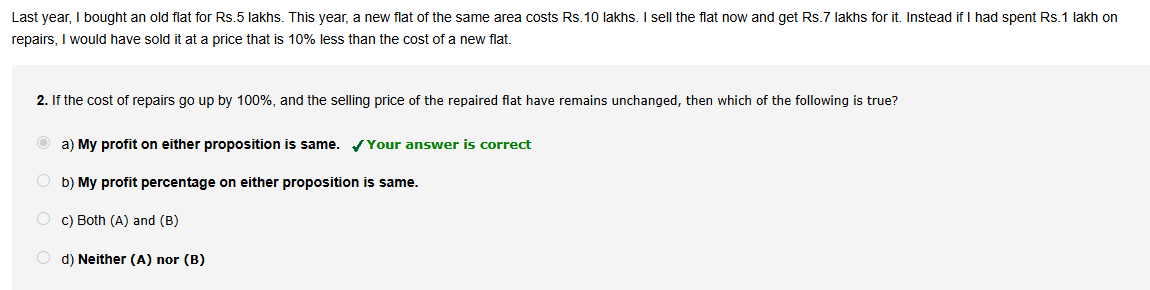 Last year, I bought an old flat for Rs.5 lakhs. This year, a new flat of the same area costs Rs.10 lakhs. I sell the flat now and get Rs.7 lakhs for it. Instead if I had spent Rs.1 lakh on
repairs, I would have sold it at a price that is 10% less than the cost of a new flat.
2. If the cost of repairs go up by 100%, and the selling price of the repaired flat have remains unchanged, then which of the following is true?
a) My profit on either proposition is same. ✓Your answer is correct
b) My profit percentage on either proposition is same.
c) Both (A) and (B)
d) Neither (A) nor (B)